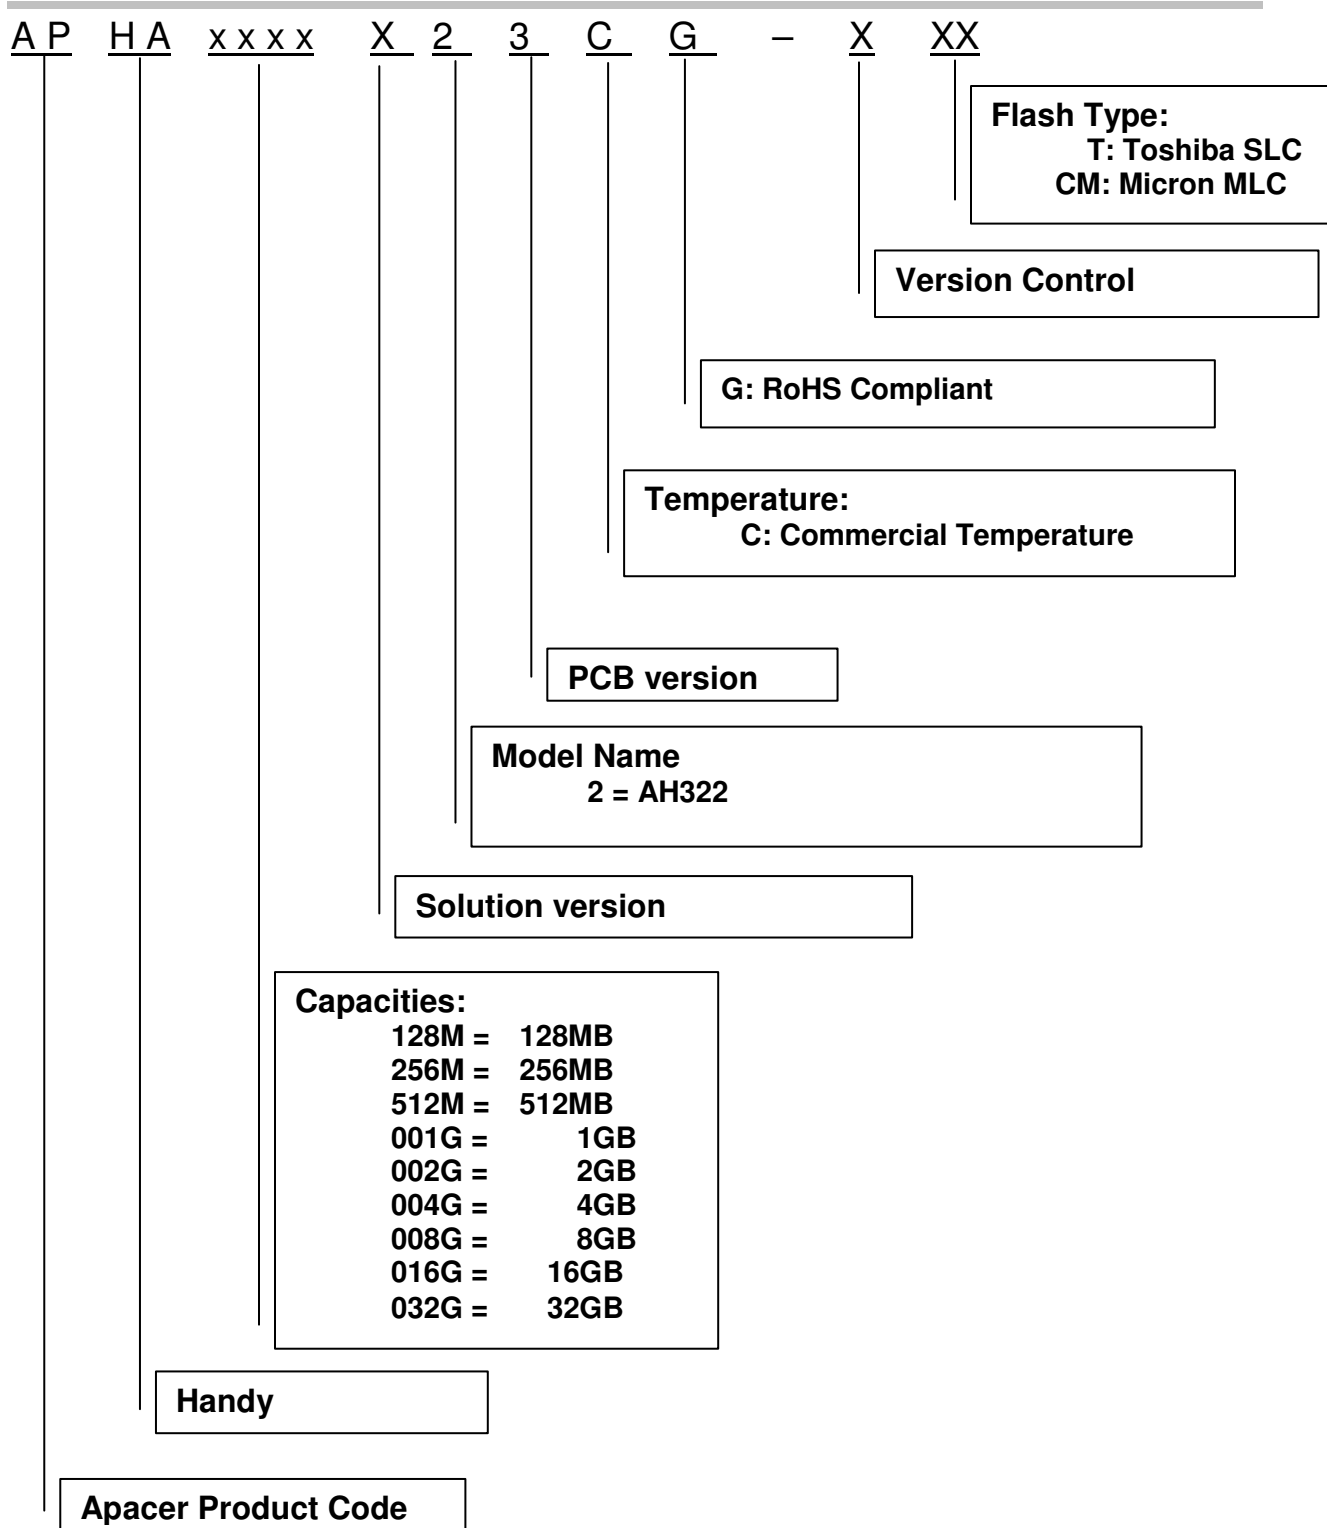 A P H A x x x x X 2 3 C G – X XX
Flash Type:
T: Toshiba SLC
CM: Micron MLC
Version Control
G: RoHS Compliant
Temperature:
C: Commercial Temperature
PCB version
Model Name
2 = AH322
Solution version
Capacities:
128M = 128MB
256M = 256MB
512M = 512MB
001G = 1GB
002G = 2GB
004G = 4GB
008G = 8GB
016G = 16GB
032G = 32GB
Handy
Apacer Product Code